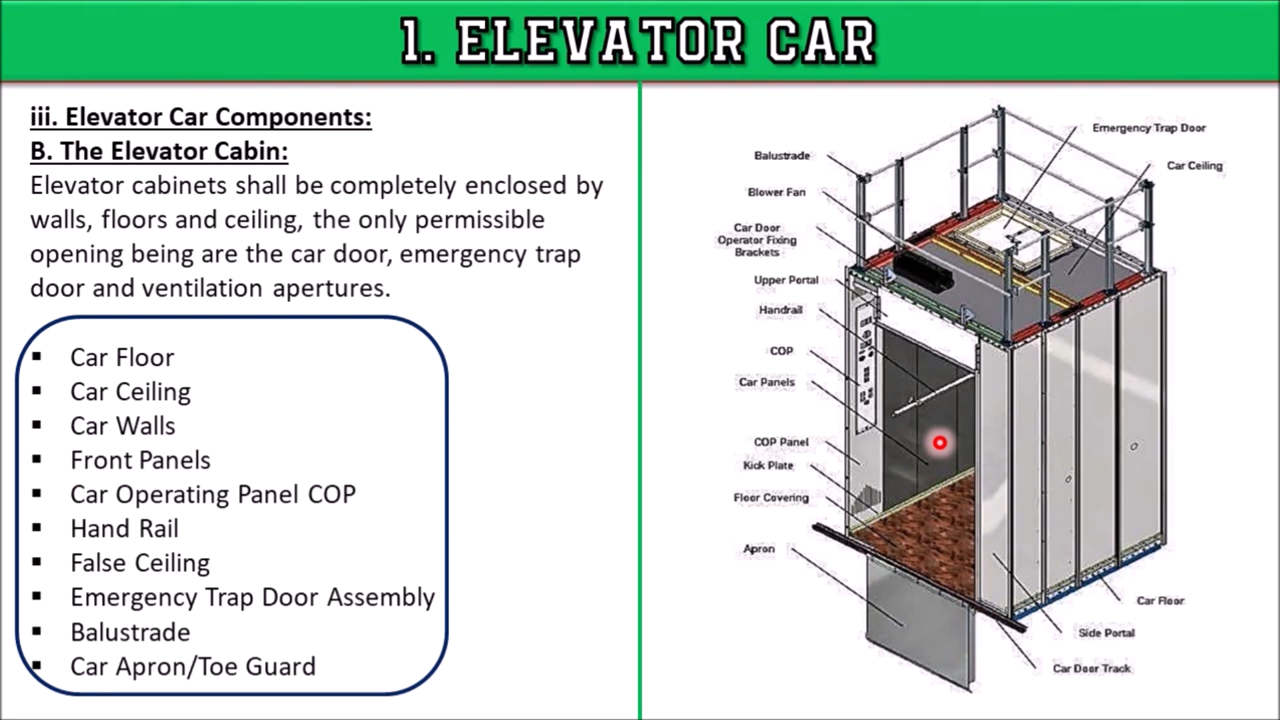 1. ELEVATOR CAR
iii. Elevator Car Components:
B. The Elevator Cabin:
Elevator cabinets shall be completely enclosed by
walls, floors and ceiling, the only permissible
opening being are the car door, emergency trap
door and ventilation apertures.
▪ Car Floor
▪ Car Ceiling
▪ Car Walls
▪ Front Panels
▪ Car Operating Panel COP
▪ Hand Rail
▪ False Ceiling
▪ Emergency Trap Door Assembly
▪ Balustrade
▪ Car Apron/Toe Guard
Emergency Trap Door
Balustrade
Car Ceiling
Blower Fan
Car Door
Operator Fixing
Brackets
Upper Portal
Handrail
COP
Car Panels
COP Panel
Kick Plate
Floor Covering
Apron
Car Floor
Side Portal
Car Door Track